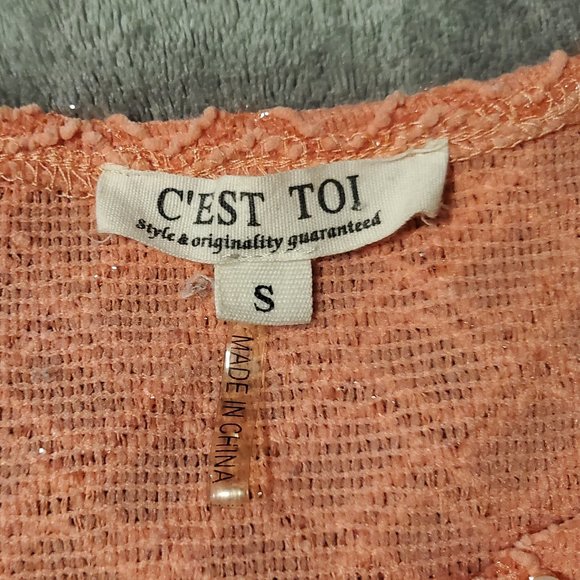 C'EST TOI
Style & originality guaranteed
S
MADE IN CHINA